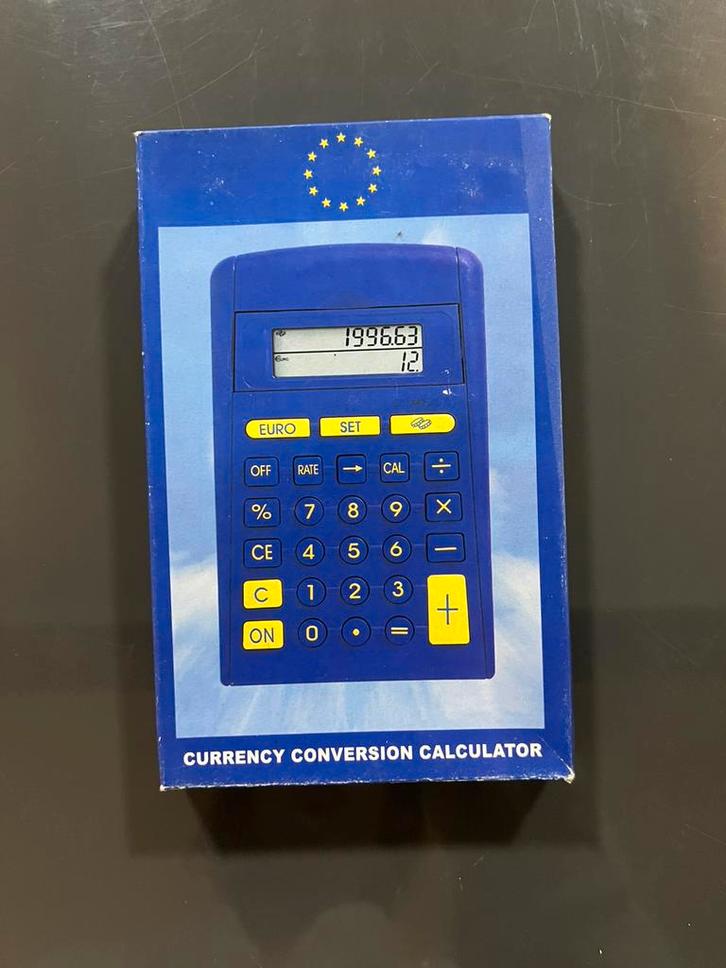 1996.63
EURO 12.
EURO SET
OFF RATE → CAL ÷
% 7 8 9 ×
CE 4 5 6 −
C 1 2 3 +
ON 0 . =
CURRENCY CONVERSION CALCULATOR